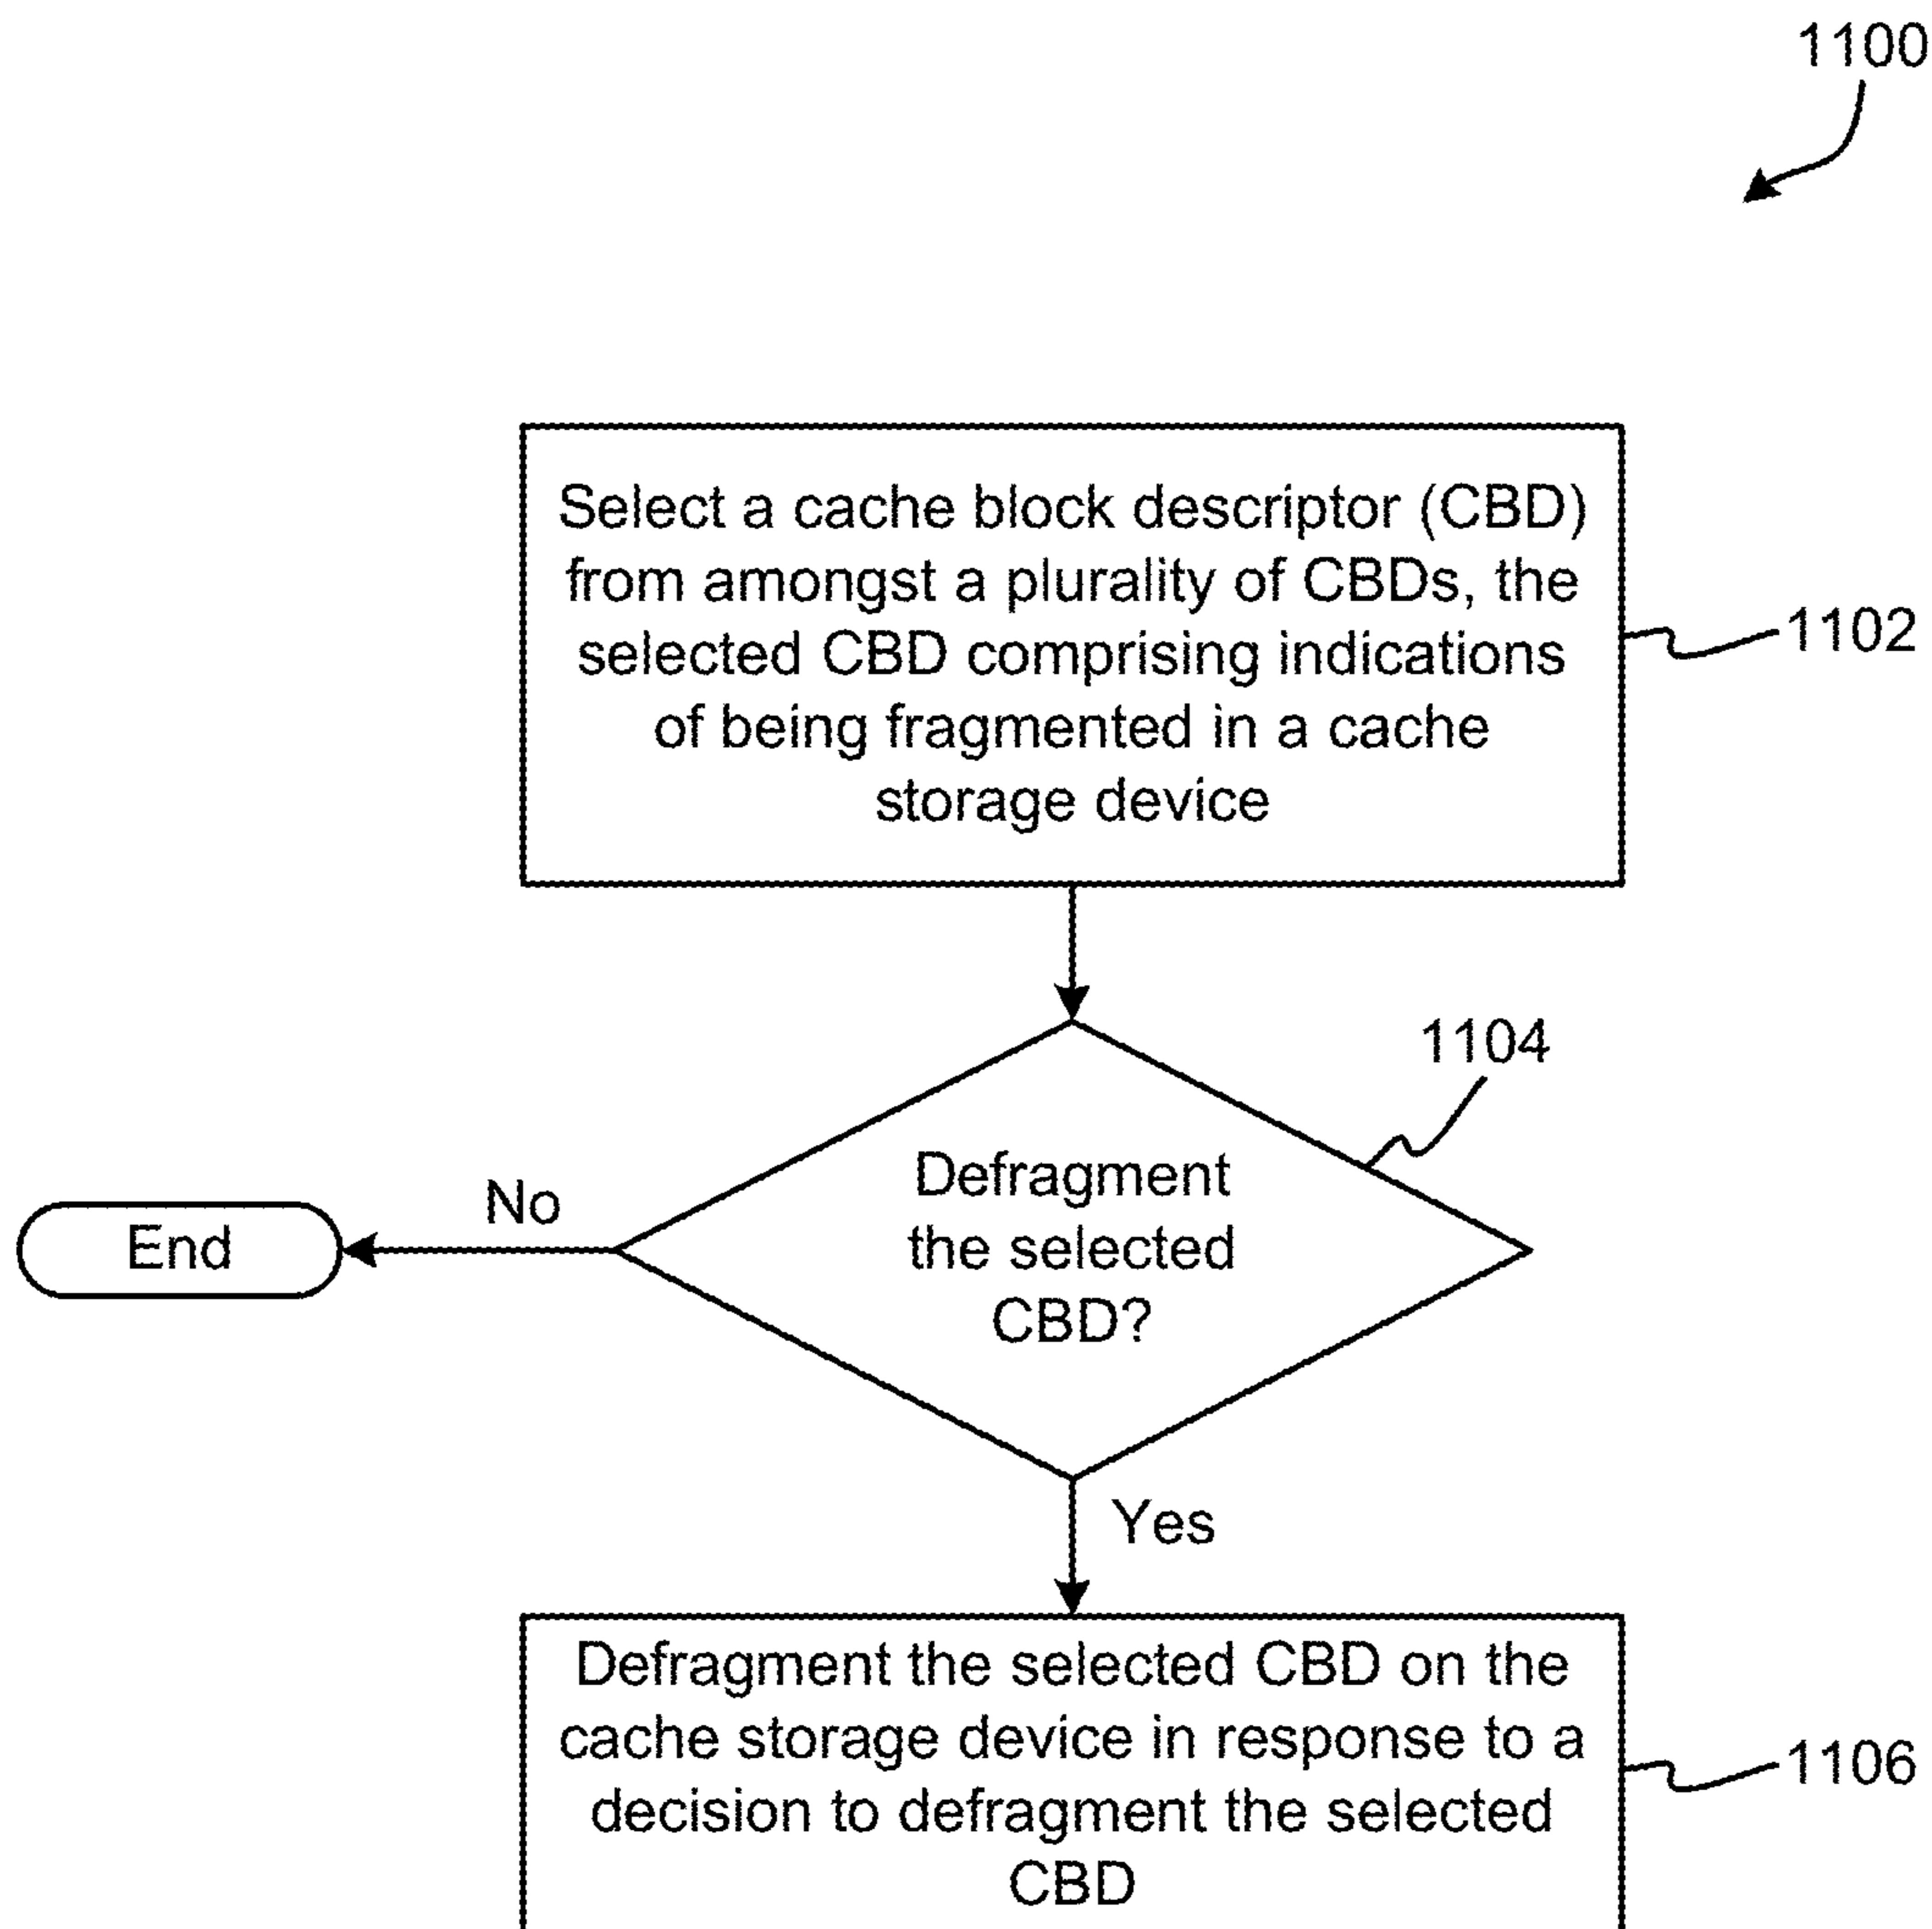 1100
Select a cache block descriptor (CBD)
from amongst a plurality of CBDs, the
selected CBD comprising indications
of being fragmented in a cache
storage device
1102
1104
Defragment
the selected
CBD?
No
End
Yes
Defragment the selected CBD on the
cache storage device in response to a
decision to defragment the selected
CBD
1106